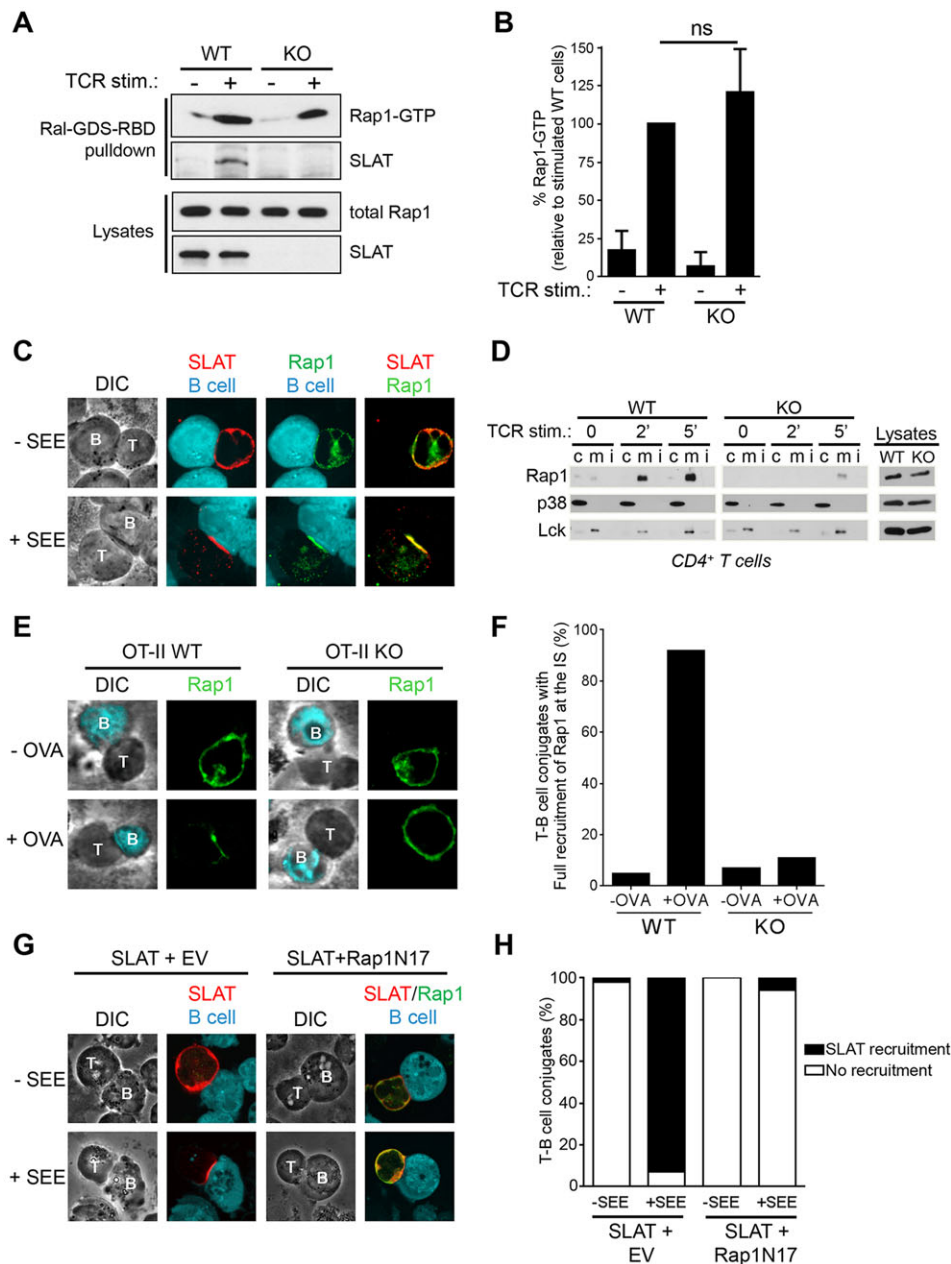 A
WT KO
TCR stim.: - + - +
Ral-GDS-RBD
pulldown
Rap1-GTP
SLAT
Lysates
total Rap1
SLAT
B
ns
% Rap1-GTP
(relative to stimulated WT cells)
150
125
100
75
50
25
0
TCR stim.: - + - +
WT KO
C
SLAT Rap1 SLAT
DIC B cell B cell Rap1
- SEE
B T
+ SEE
B
T
D
WT KO
TCR stim.: 0 2' 5' 0 2' 5' Lysates
c m i c m i c m i c m i c m i c m i WT KO
Rap1
p38
Lck
CD4+ T cells
E
OT-II WT OT-II KO
DIC Rap1 DIC Rap1
- OVA
B
T
B
T
+ OVA
T B
T
B
F
T-B cell conjugates with
Full recruitment of Rap1 at the IS (%)
100
80
60
40
20
0
-OVA +OVA -OVA +OVA
WT KO
G
SLAT + EV SLAT+Rap1N17
SLAT SLAT/Rap1
DIC B cell DIC B cell
- SEE
T
B
B
T
+ SEE
T
B
T B
H
T-B cell conjugates (%)
100
80
60
40
20
0
SLAT recruitment
No recruitment
-SEE +SEE -SEE +SEE
SLAT + SLAT +
EV Rap1N17